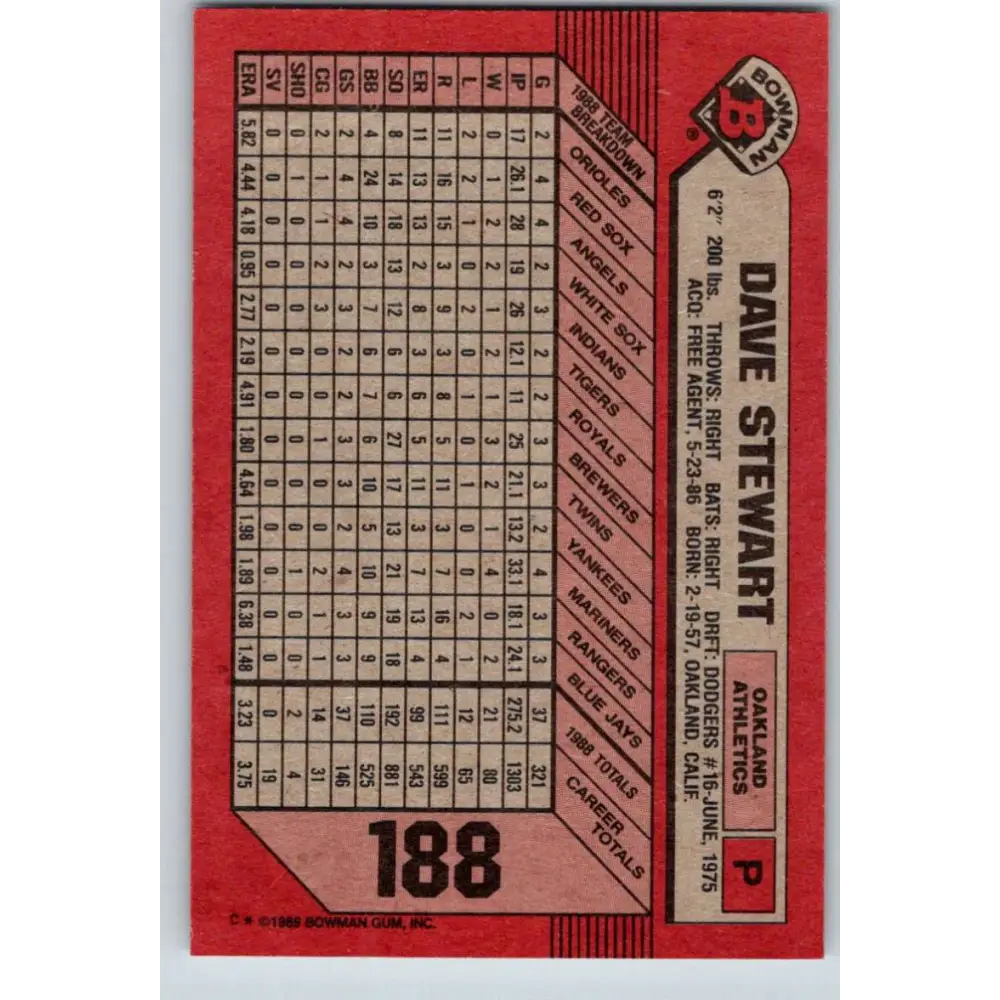 BOWMAN
B ®
DAVE STEWART
OAKLAND
ATHLETICS
P
6'2" 200 lbs. THROWS: RIGHT BATS: RIGHT DRFT: DODGERS #16-JUNE, 1975
ACQ: FREE AGENT, 5-23-86 BORN: 2-19-57, OAKLAND, CALIF.
1988 TEAM
BREAKDOWN G IP W L R ER SO BB GS CG SHO SV ERA
ORIOLES 2 17 0 2 11 11 8 4 2 2 0 0 5.82
RED SOX 4 26.1 1 2 16 13 14 24 4 2 1 0 4.44
ANGELS 4 28 2 1 15 13 18 10 4 1 0 0 4.18
WHITE SOX 2 19 2 0 3 2 13 3 2 2 0 0 0.95
INDIANS 3 26 1 2 9 8 12 7 3 3 0 0 2.77
TIGERS 2 12.1 2 0 3 3 6 6 2 0 0 0 2.19
ROYALS 2 11 1 1 8 6 6 7 2 0 0 0 4.91
BREWERS 3 25 3 0 5 5 27 6 3 1 0 0 1.80
TWINS 3 21.1 2 1 11 11 17 10 3 0 0 0 4.64
YANKEES 2 13.2 1 0 3 3 13 5 2 0 0 0 1.98
MARINERS 4 33.1 4 0 7 7 21 10 4 2 1 0 1.89
RANGERS 3 18.1 0 2 16 13 19 9 3 1 0 0 6.38
BLUE JAYS 3 24.1 2 1 4 4 18 9 3 1 0 0 1.48
1988 TOTALS 37 275.2 21 12 111 99 192 110 37 14 2 0 3.23
CAREER TOTALS 321 1303 80 65 599 543 881 525 146 31 4 19 3.75
188
C * ©1989 BOWMAN GUM, INC.